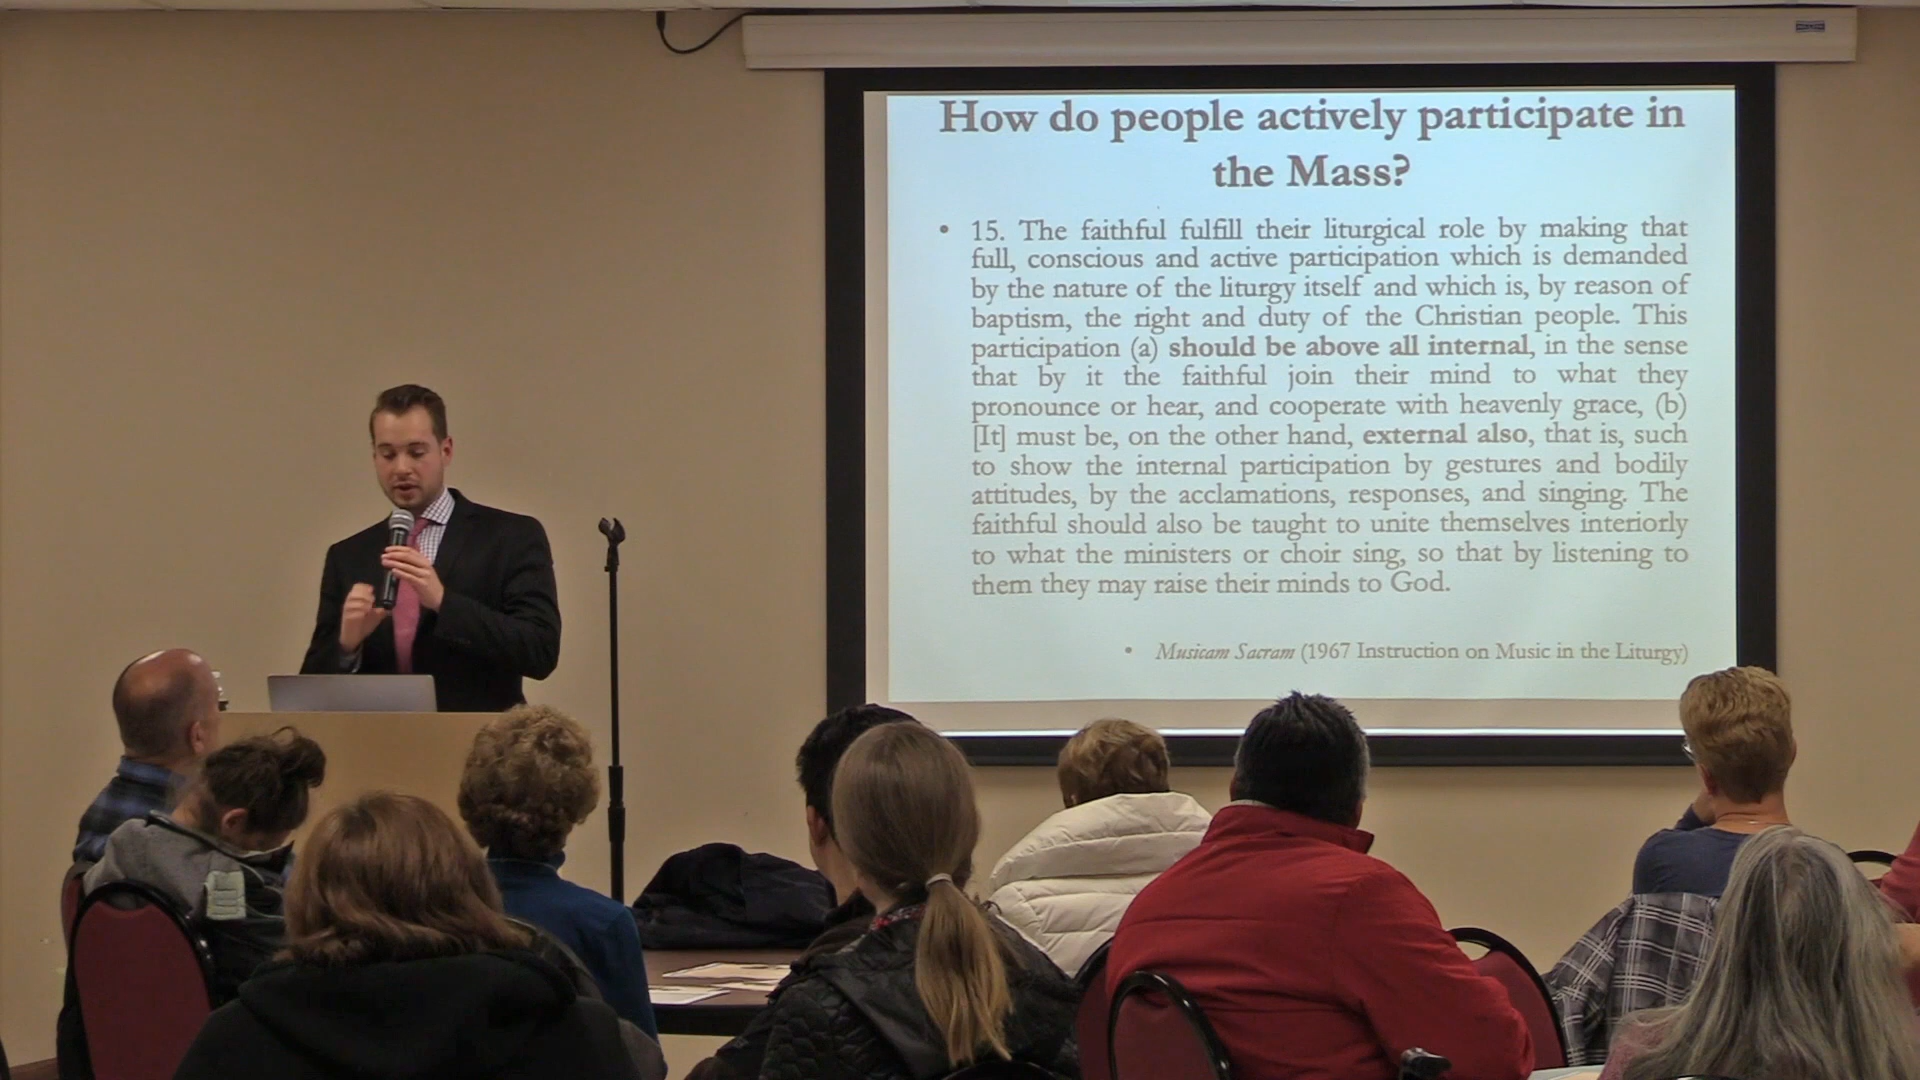 How do people actively participate in
the Mass?
• 15. The faithful fulfill their liturgical role by making that
full, conscious and active participation which is demanded
by the nature of the liturgy itself and which is, by reason of
baptism, the right and duty of the Christian people. This
participation (a) should be above all internal, in the sense
that by it the faithful join their mind to what they
pronounce or hear, and cooperate with heavenly grace, (b)
[It] must be, on the other hand, external also, that is, such
to show the internal participation by gestures and bodily
attitudes, by the acclamations, responses, and singing. The
faithful should also be taught to unite themselves interiorly
to what the ministers or choir sing, so that by listening to
them they may raise their minds to God.
• Musicam Sacram (1967 Instruction on Music in the Liturgy)